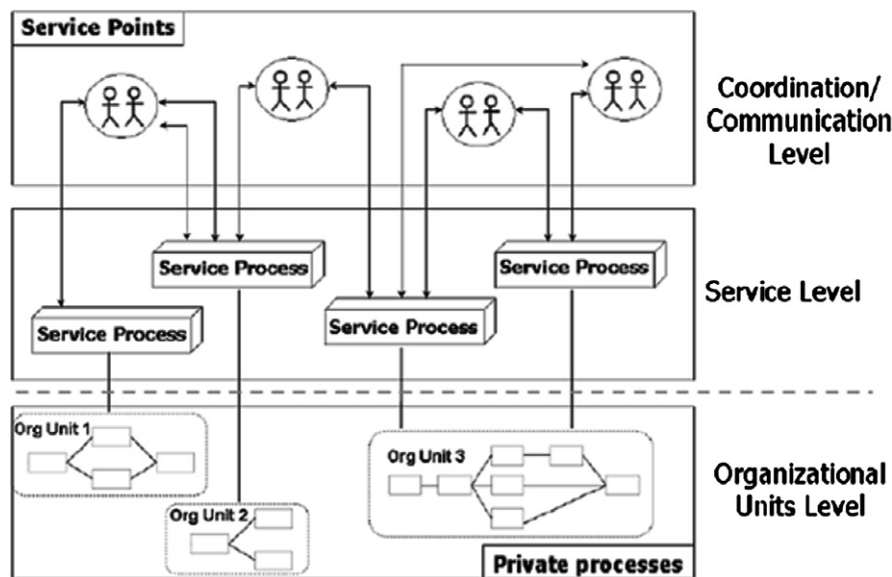 Service Points
Coordination/
Communication
Level
Service Process
Service Process
Service Level
Service Process
Service Process
Org Unit 1
Org Unit 3
Organizational
Units Level
Org Unit 2
Private processes